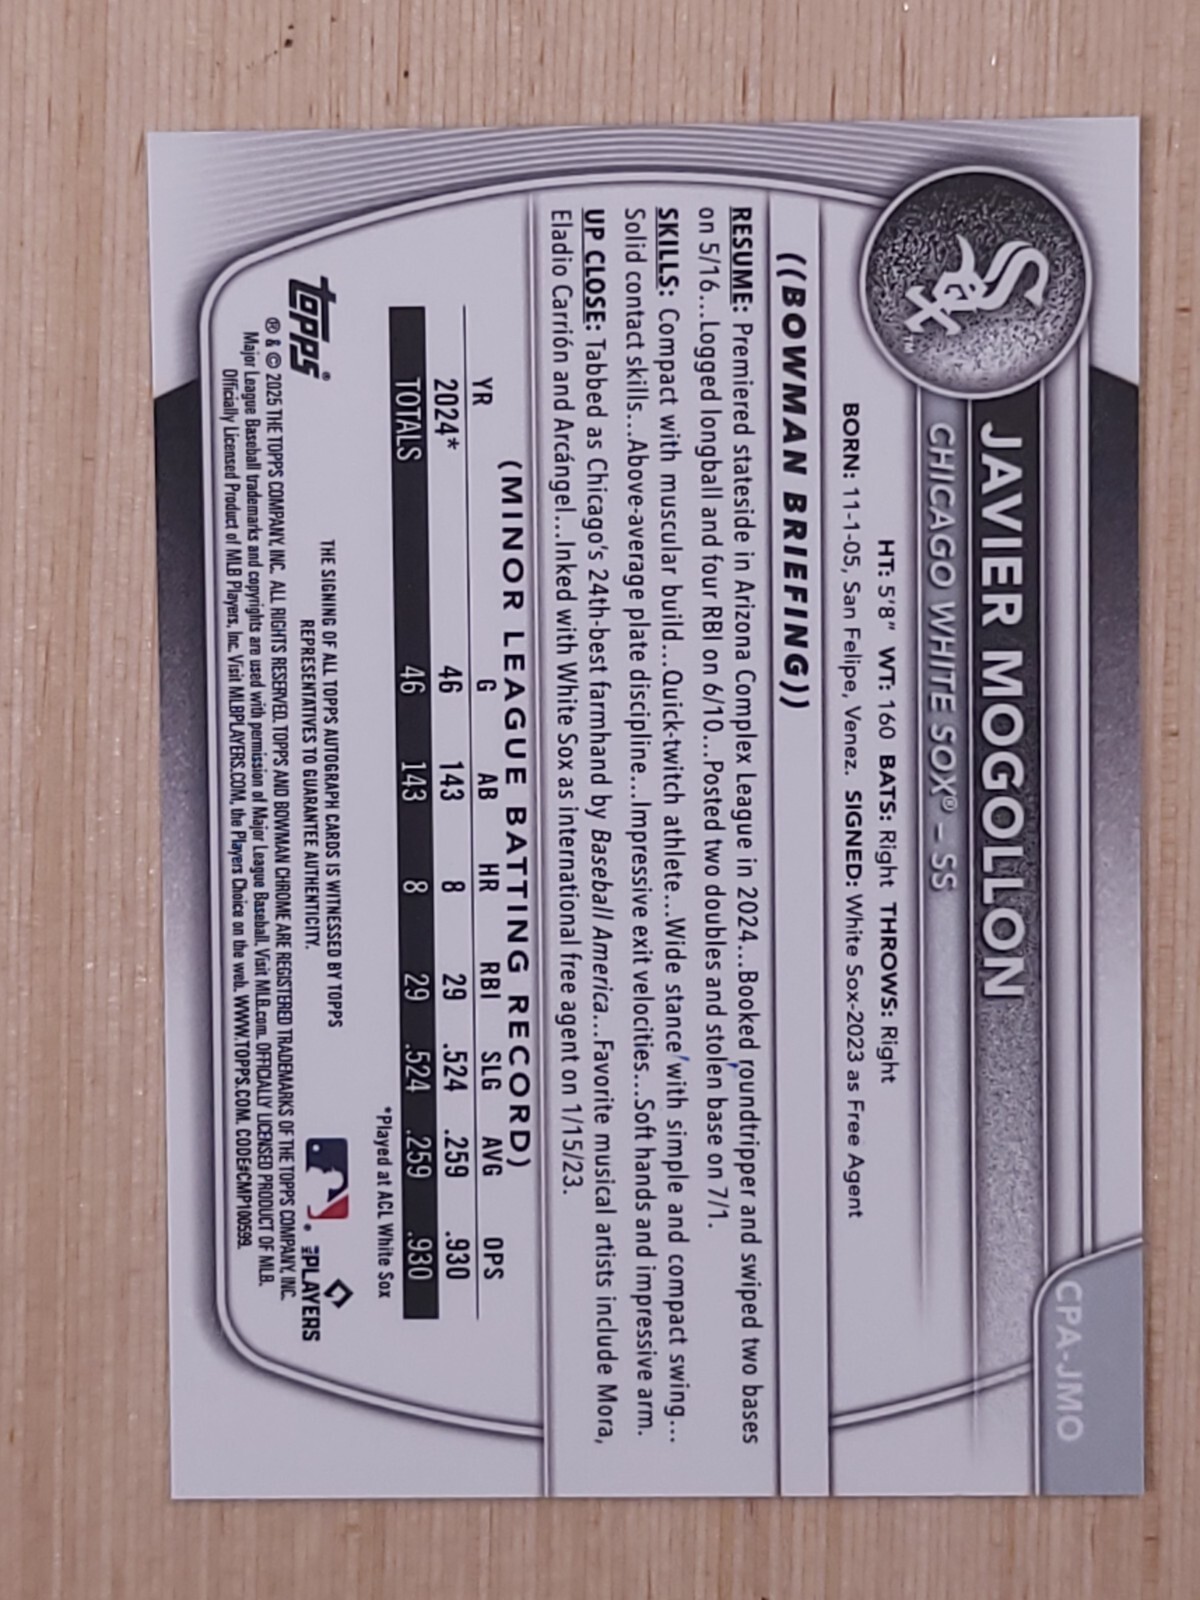 CPA-JMO
Sox
TM
JAVIER MOGOLLON
CHICAGO WHITE SOX® – SS
HT: 5'8" WT: 160 BATS: Right THROWS: Right
BORN: 11-1-05, San Felipe, Venez. SIGNED: White Sox-2023 as Free Agent
((BOWMAN BRIEFING))
RESUME: Premiered stateside in Arizona Complex League in 2024...Booked roundtripper and swiped two bases
on 5/16...Logged longball and four RBI on 6/10...Posted two doubles and stolen base on 7/1.
SKILLS: Compact with muscular build...Quick-twitch athlete...Wide stance with simple and compact swing...
Solid contact skills...Above-average plate discipline...Impressive exit velocities...Soft hands and impressive arm.
UP CLOSE: Tabbed as Chicago's 24th-best farmhand by Baseball America...Favorite musical artists include Mora,
Eladio Carrión and Arcángel...Inked with White Sox as international free agent on 1/15/23.
(MINOR LEAGUE BATTING RECORD)
YR G AB HR RBI SLG AVG OPS
2024* 46 143 8 29 .524 .259 .930
TOTALS 46 143 8 29 .524 .259 .930
*Played at ACL White Sox
topps®
THE SIGNING OF ALL TOPPS AUTOGRAPH CARDS IS WITNESSED BY TOPPS
REPRESENTATIVES TO GUARANTEE AUTHENTICITY.
MLB PLAYERS
® & © 2025 THE TOPPS COMPANY, INC. ALL RIGHTS RESERVED. TOPPS AND BOWMAN CHROME ARE REGISTERED TRADEMARKS OF THE TOPPS COMPANY, INC.
Major League Baseball trademarks and copyrights are used with permission of Major League Baseball. Visit MLB.com. OFFICIALLY LICENSED PRODUCT OF MLB.
Officially Licensed Product of MLB Players, Inc. Visit MLBPLAYERS.COM, the Players Choice on the web. WWW.TOPPS.COM. CODE#CMP100599.